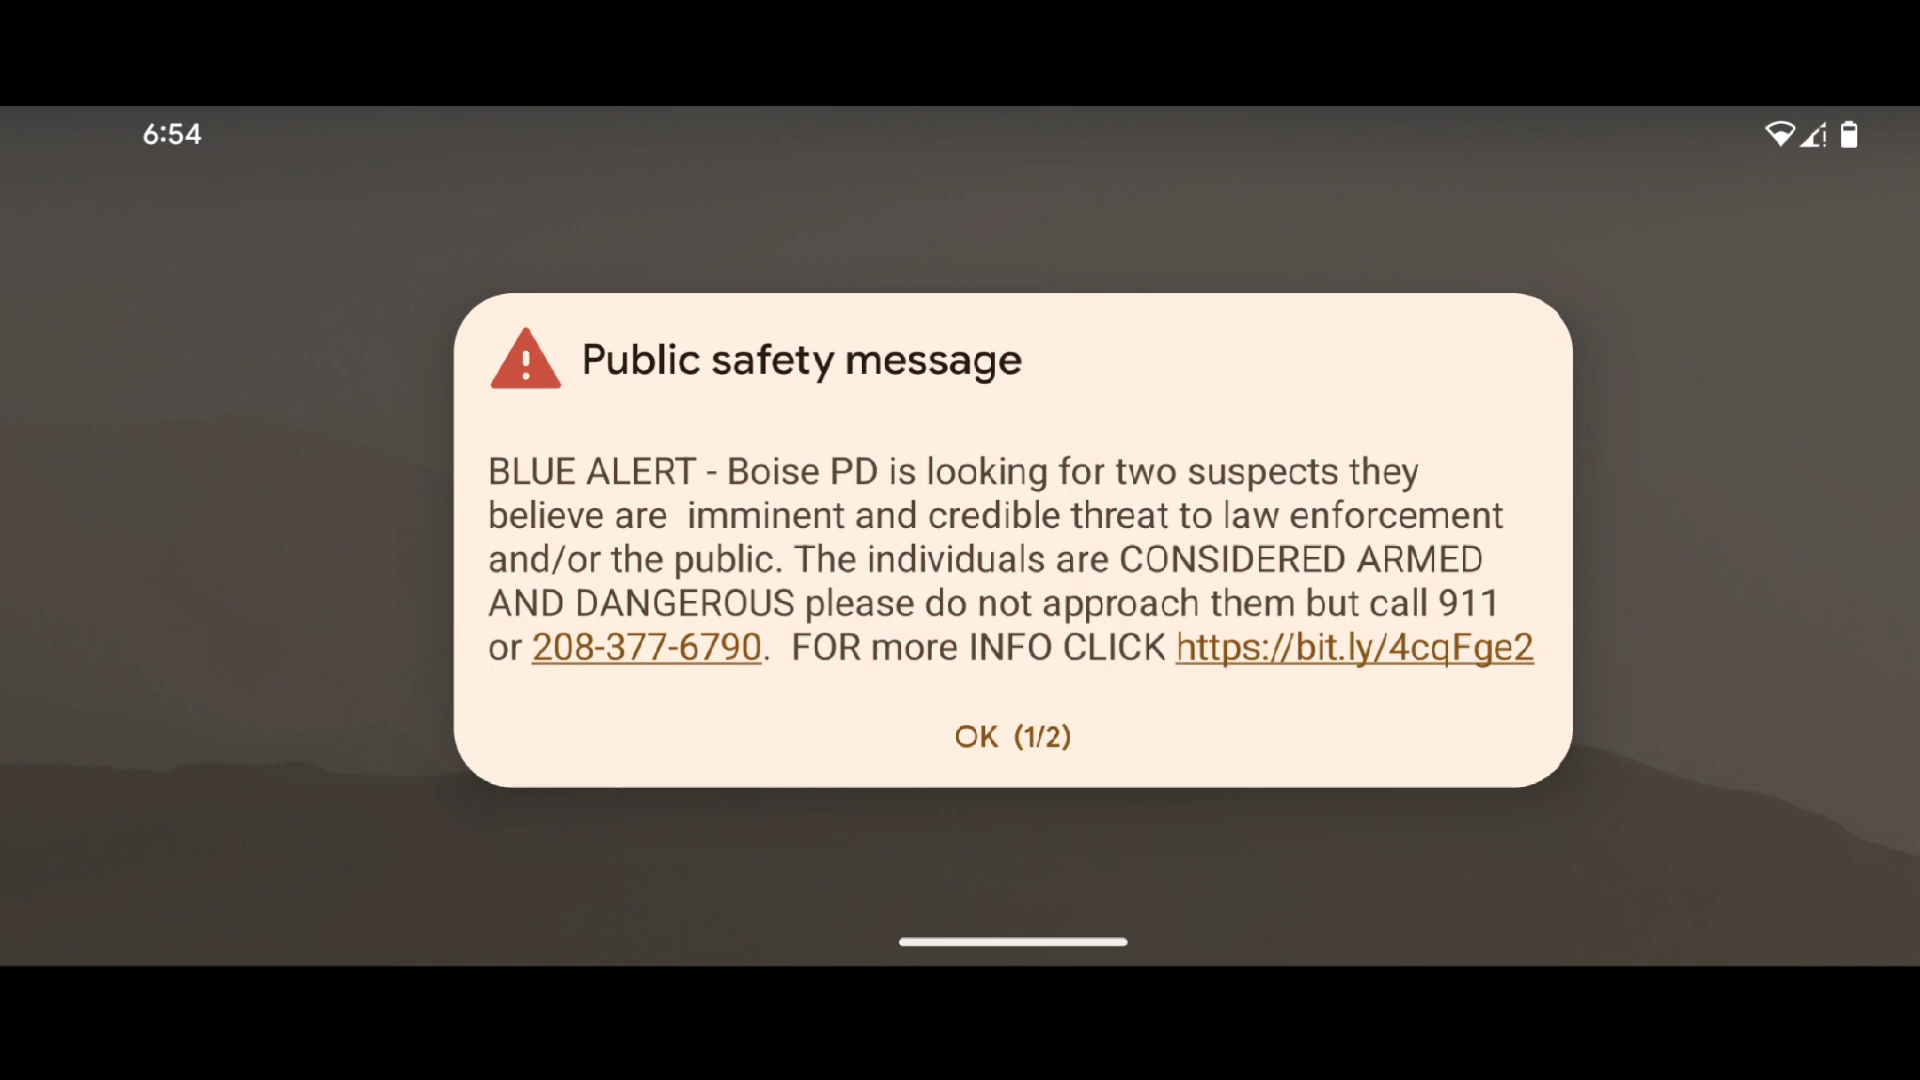 6:54
Public safety message
BLUE ALERT - Boise PD is looking for two suspects they
believe are  imminent and credible threat to law enforcement
and/or the public. The individuals are CONSIDERED ARMED
AND DANGEROUS please do not approach them but call 911
or 208-377-6790.  FOR more INFO CLICK https://bit.ly/4cqFge2
OK (1/2)